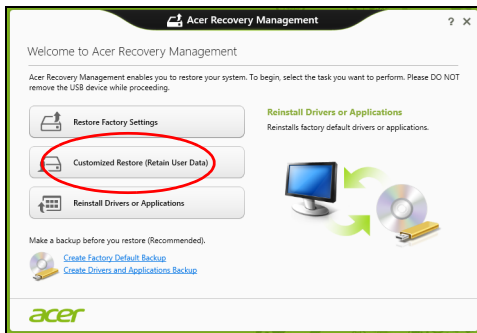 Acer Recovery Management
? X
Welcome to Acer Recovery Management
Acer Recovery Management enables you to restore your system. To begin, select the task you want to perform. Please DO NOT
remove the USB device while proceeding.
Restore Factory Settings
Reinstall Drivers or Applications
Reinstalls factory default drivers or applications.
Customized Restore (Retain User Data)
Reinstall Drivers or Applications
Make a backup before you restore (Recommended).
Create Factory Default Backup
Create Drivers and Applications Backup
acer